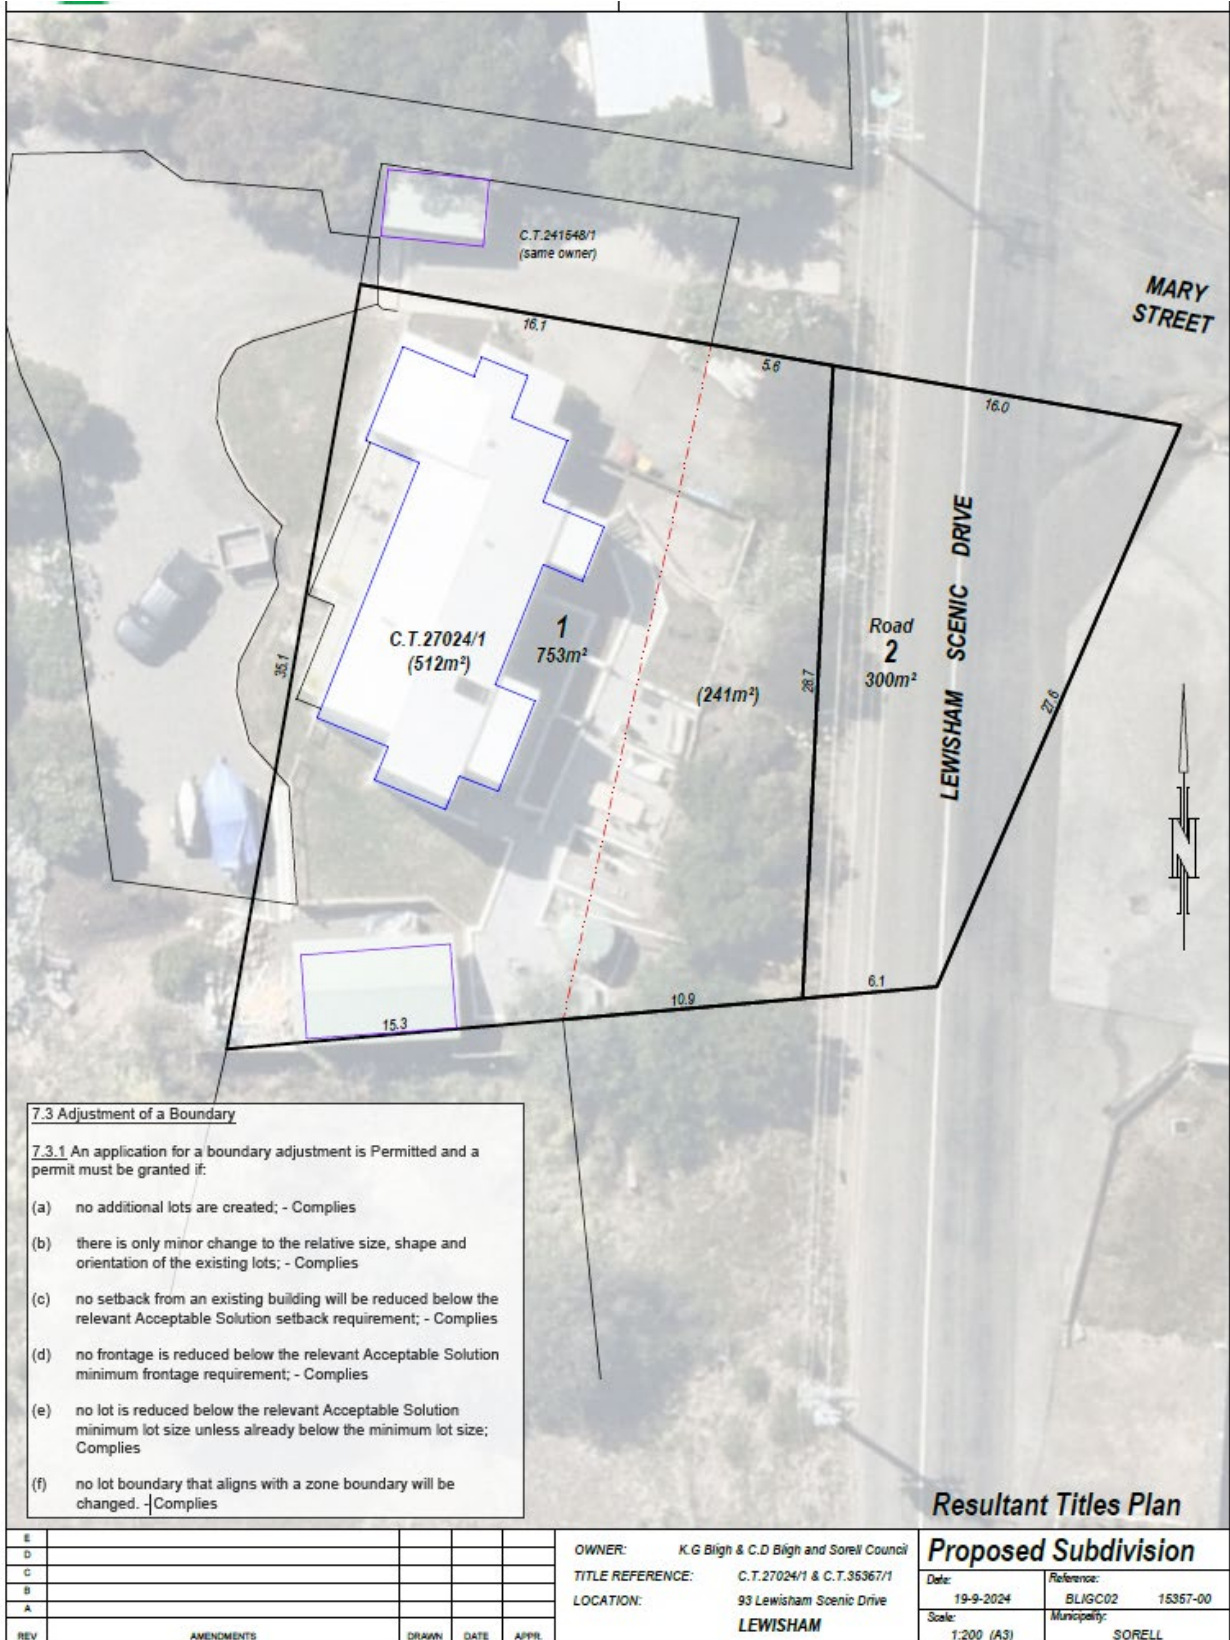 C.T.241548/1
(same owner)
MARY
STREET
16.1
5.6
16.0
LEWISHAM SCENIC DRIVE
Road
2
300m²
1
753m²
C.T.27024/1
(512m²)
(241m²)
35.1
28.7
27.6
6.1
10.9
15.3
N
7.3 Adjustment of a Boundary
7.3.1 An application for a boundary adjustment is Permitted and a
permit must be granted if:
(a) no additional lots are created; - Complies
(b) there is only minor change to the relative size, shape and
orientation of the existing lots; - Complies
(c) no setback from an existing building will be reduced below the
relevant Acceptable Solution setback requirement; - Complies
(d) no frontage is reduced below the relevant Acceptable Solution
minimum frontage requirement; - Complies
(e) no lot is reduced below the relevant Acceptable Solution
minimum lot size unless already below the minimum lot size;
Complies
(f) no lot boundary that aligns with a zone boundary will be
changed. - Complies
Resultant Titles Plan
E
D
C
B
A
REV AMENDMENTS DRAWN DATE APPR.
OWNER: K.G Bligh & C.D Bligh and Sorell Council
TITLE REFERENCE: C.T.27024/1 & C.T.35367/1
LOCATION: 93 Lewisham Scenic Drive
LEWISHAM
Proposed Subdivision
Date: Reference:
19-9-2024 BLIGC02 15357-00
Scale: Municipality:
1:200 (A3) SORELL